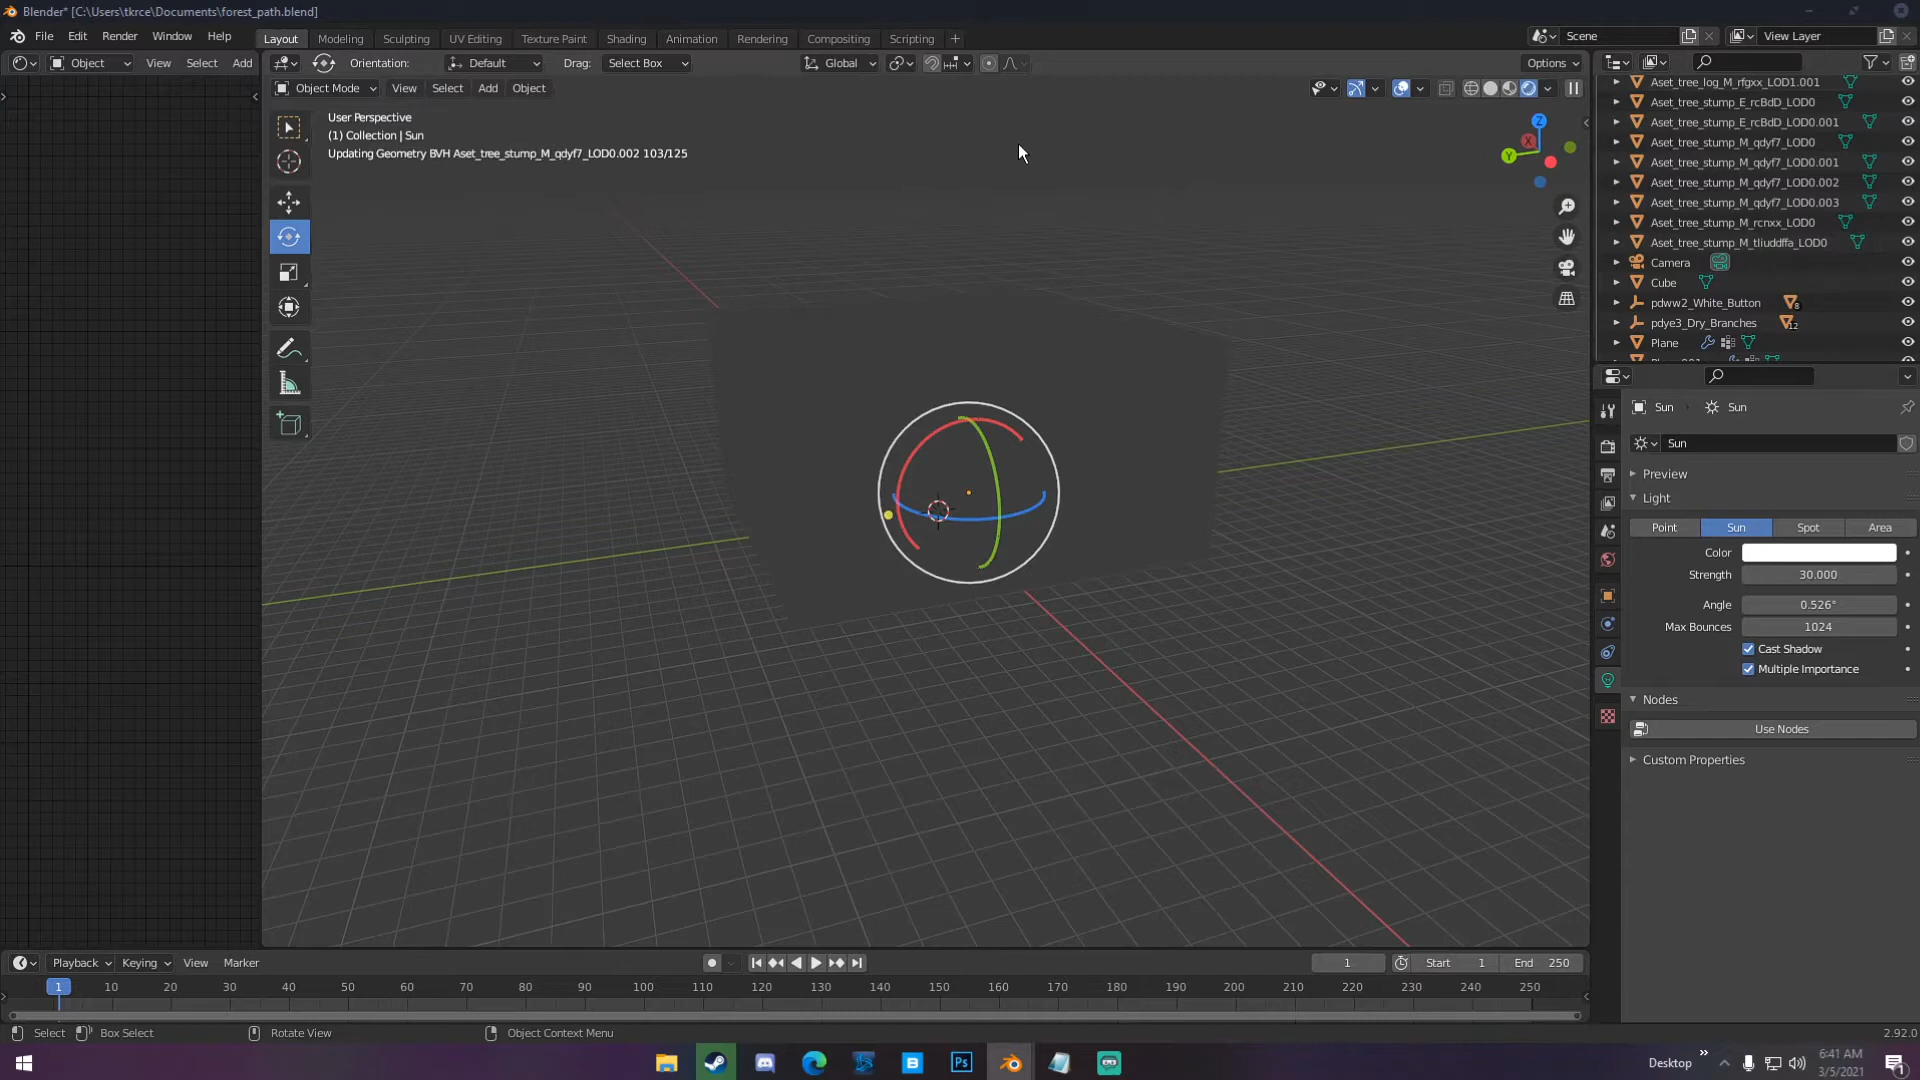 Blender* [C:\Users\tkrce\Documents\forest_path.blend]
File Edit Render Window Help
Layout Modeling Sculpting UV Editing Texture Paint Shading Animation Rendering Compositing Scripting
Scene
View Layer
Object View Select Add
Orientation: Default Drag: Select Box
Global
Options
Object Mode View Select Add Object
User Perspective
(1) Collection | Sun
Updating Geometry BVH Aset_tree_stump_M_qdyf7_LOD0.002 103/125
Z
X
Y
Aset_tree_log_M_rfgxx_LOD1.001
Aset_tree_stump_E_rcBdD_LOD0
Aset_tree_stump_E_rcBdD_LOD0.001
Aset_tree_stump_M_qdyf7_LOD0
Aset_tree_stump_M_qdyf7_LOD0.001
Aset_tree_stump_M_qdyf7_LOD0.002
Aset_tree_stump_M_qdyf7_LOD0.003
Aset_tree_stump_M_rcnxx_LOD0
Aset_tree_stump_M_tliuddffa_LOD0
Camera
Cube
pdww2_White_Button 8
pdye3_Dry_Branches 12
Plane
Sun Sun
Sun
Preview
Light
Point Sun Spot Area
Color
Strength 30.000
Angle 0.526°
Max Bounces 1024
Cast Shadow
Multiple Importance
Nodes
Use Nodes
Custom Properties
Playback Keying View Marker
1 Start 1 End 250
1 10 20 30 40 50 60 70 80 90 100 110 120 130 140 150 160 170 180 190 200 210 220 230 240 250
Select Box Select Rotate View Object Context Menu
2.92.0
Desktop
6:41 AM
3/5/2021